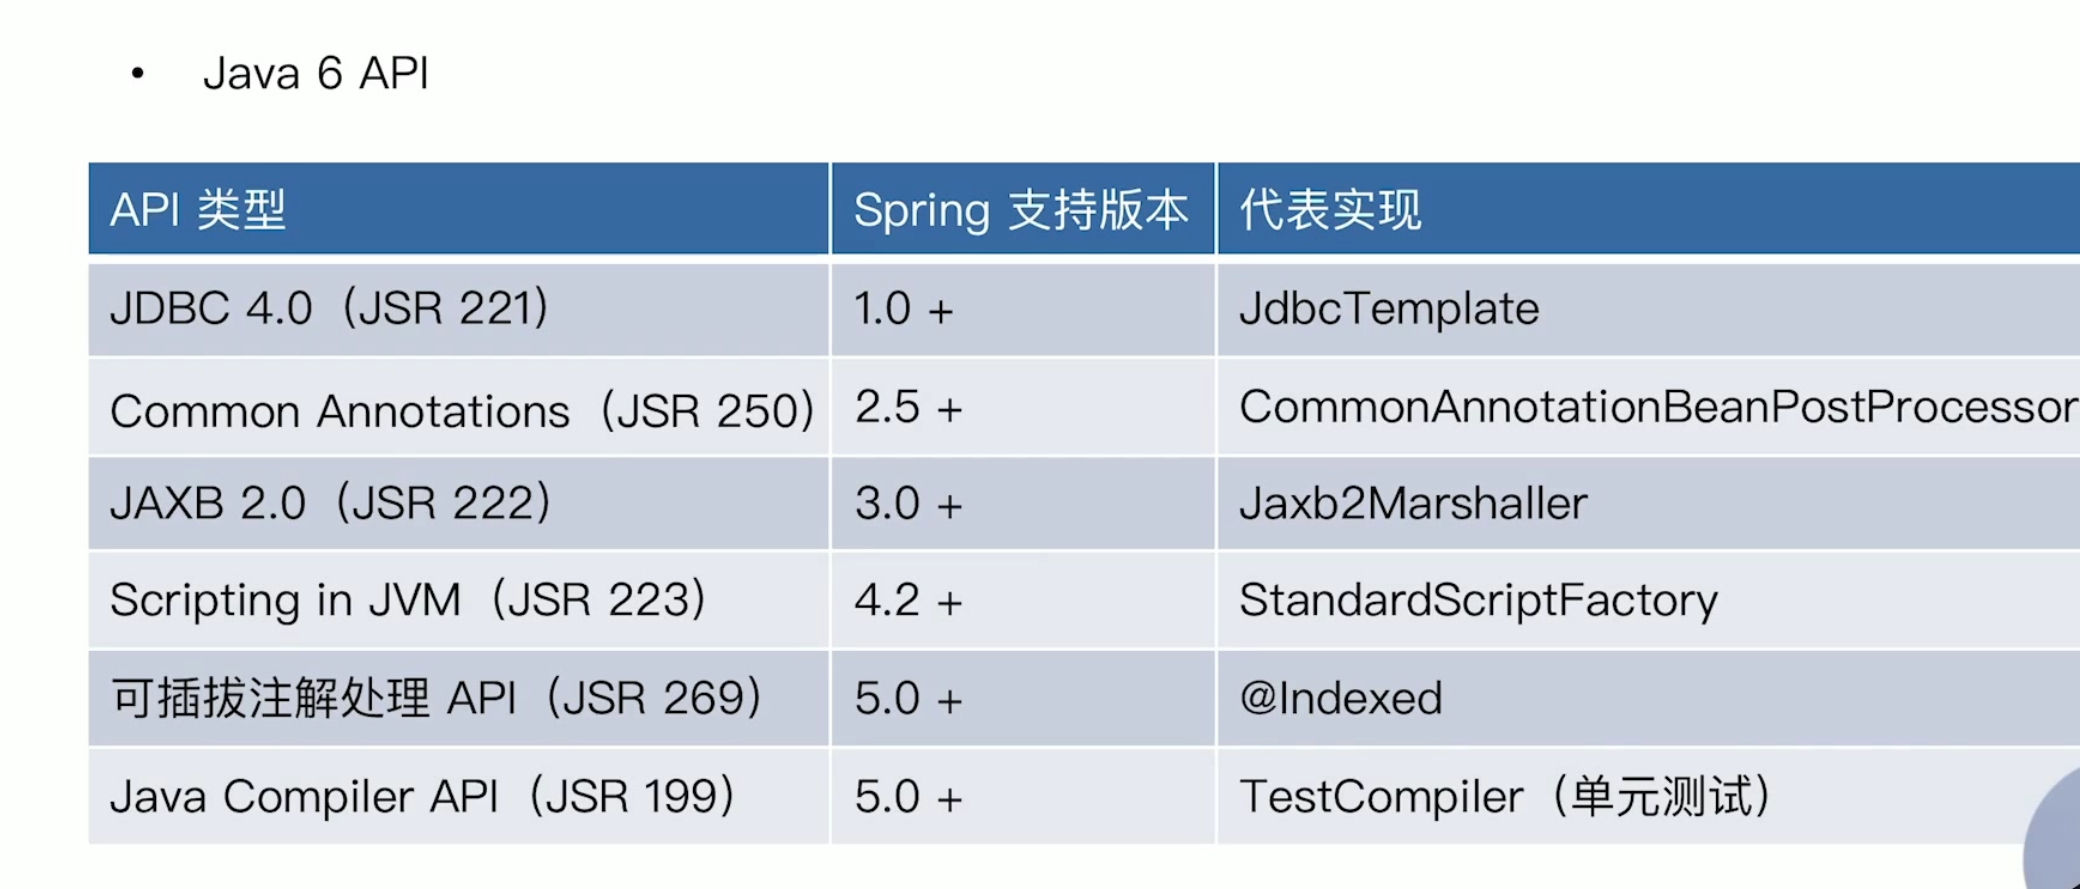 • Java 6 API
API 类型 Spring 支持版本 代表实现
JDBC 4.0（JSR 221） 1.0 + JdbcTemplate
Common Annotations（JSR 250） 2.5 + CommonAnnotationBeanPostProcessor
JAXB 2.0（JSR 222） 3.0 + Jaxb2Marshaller
Scripting in JVM（JSR 223） 4.2 + StandardScriptFactory
可插拔注解处理 API（JSR 269） 5.0 + @Indexed
Java Compiler API（JSR 199） 5.0 + TestCompiler（单元测试）